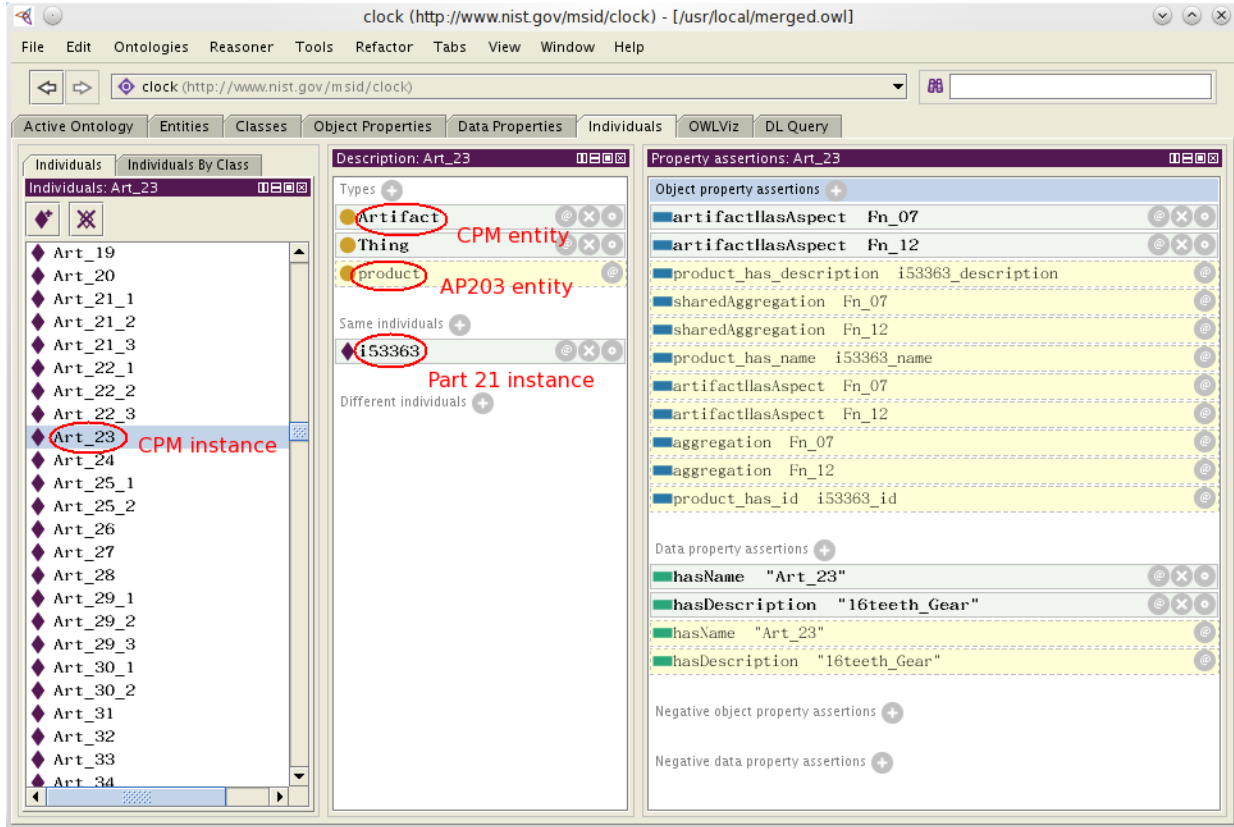 clock (http://www.nist.gov/msid/clock) - [/usr/local/merged.owl]
File Edit Ontologies Reasoner Tools Refactor Tabs View Window Help
clock (http://www.nist.gov/msid/clock)
Active Ontology Entities Classes Object Properties Data Properties Individuals OWLViz DL Query
Individuals Individuals By Class
Individuals: Art_23
Art_19
Art_20
Art_21_1
Art_21_2
Art_21_3
Art_22_1
Art_22_2
Art_22_3
Art_23 CPM instance
Art_24
Art_25_1
Art_25_2
Art_26
Art_27
Art_28
Art_29_1
Art_29_2
Art_29_3
Art_30_1
Art_30_2
Art_31
Art_32
Art_33
Art_34
Description: Art_23
Types
Artifact
CPM entity
Thing
product
AP203 entity
Same individuals
i53363
Part 21 instance
Different individuals
Property assertions: Art_23
Object property assertions
artifactHasAspect Fn_07
artifactHasAspect Fn_12
product_has_description i53363_description
sharedAggregation Fn_07
sharedAggregation Fn_12
product_has_name i53363_name
artifactHasAspect Fn_07
artifactHasAspect Fn_12
aggregation Fn_07
aggregation Fn_12
product_has_id i53363_id
Data property assertions
hasName "Art_23"
hasDescription "16teeth_Gear"
hasName "Art_23"
hasDescription "16teeth_Gear"
Negative object property assertions
Negative data property assertions